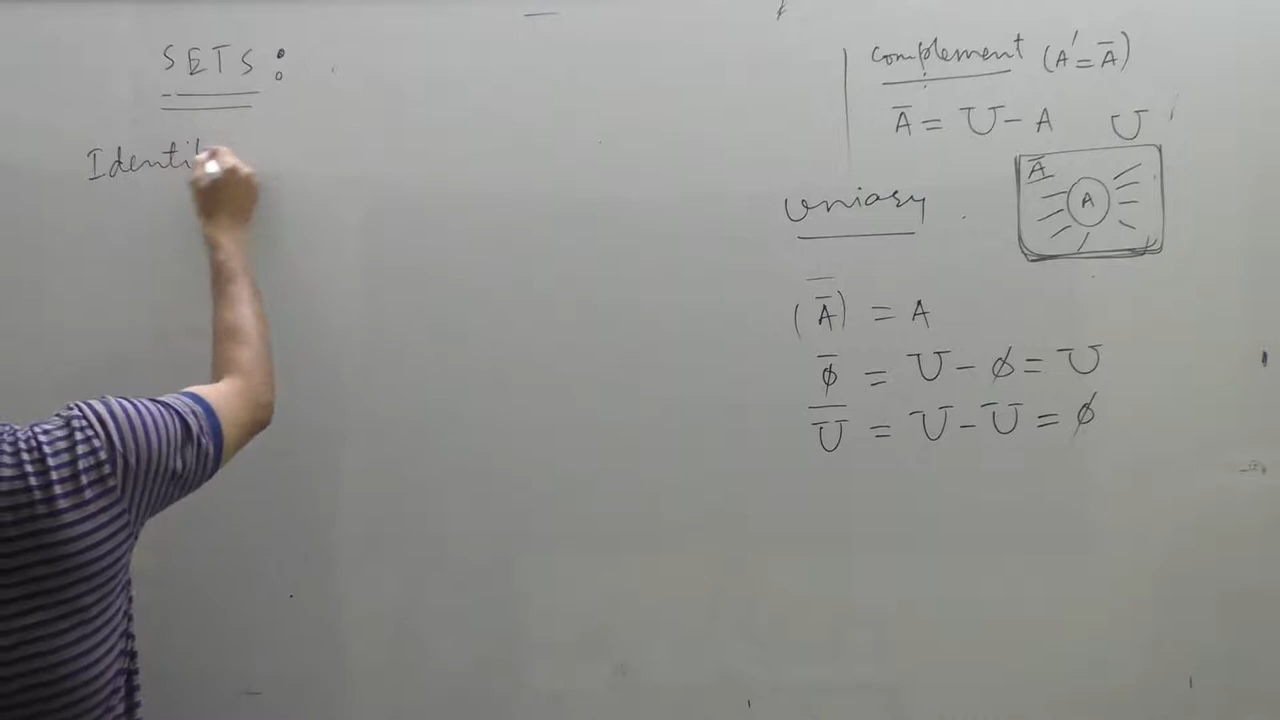 SETS:
Identi
complement (A' = Ā)
Ā = U - A
U
Ā
A
Uniary
(Ā)̅ = A
ϕ̅ = U - ϕ = U
U̅ = U - U = ϕ